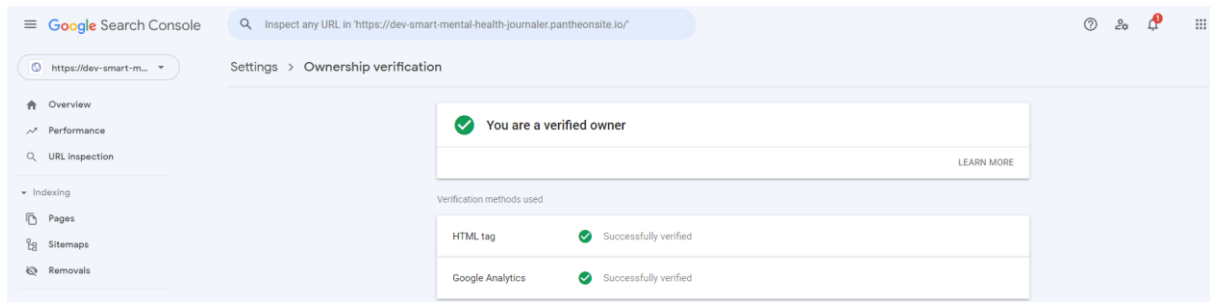 Google Search Console
Inspect any URL in 'https://dev-smart-mental-health-journaler.pantheonsite.io/'
1
https://dev-smart-m...
Settings > Ownership verification
Overview
Performance
URL inspection
Indexing
Pages
Sitemaps
Removals
You are a verified owner
LEARN MORE
Verification methods used
HTML tag Successfully verified
Google Analytics Successfully verified